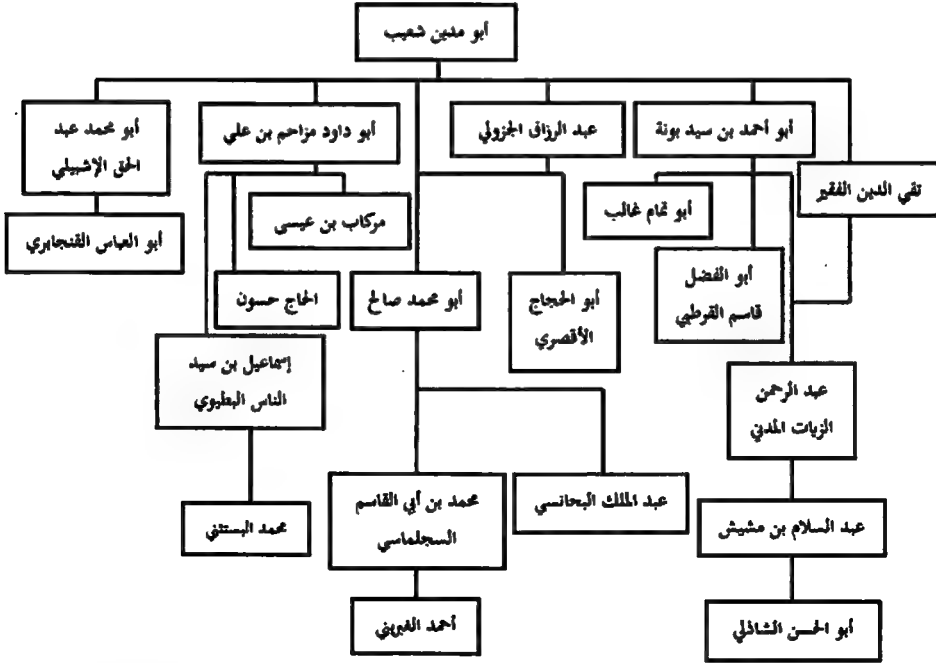 أبو مدين شعيب
أبو أحمد بن سيد بونة
عبد الرزاق الجزولي
أبو داود مزاحم بن علي
أبو محمد عبد
الحق الإشبيلي
تقي الدين الفقير
أبو تمام غالب
مركاب بن عيسى
أبو العباس القنجايري
أبو الفضل
قاسم القرطبي
أبو الحجاج
الأقصري
أبو محمد صالح
الحاج حسون
إسماعيل بن سيد
الناس البطيوي
عبد الرحمن
الزيات المدني
عبد الملك البحانسي
محمد بن أبي القاسم
السجلماسي
محمد البستثني
عبد السلام بن مشيش
أحمد الغبريني
أبو الحسن الشاذلي